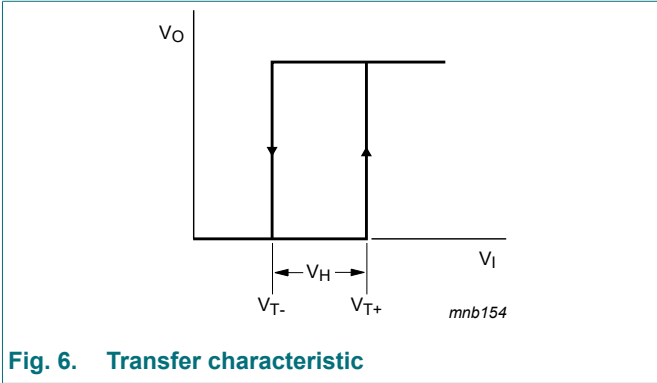 VO
VI
VH
VT-
VT+
mnb154
Fig. 6. Transfer characteristic